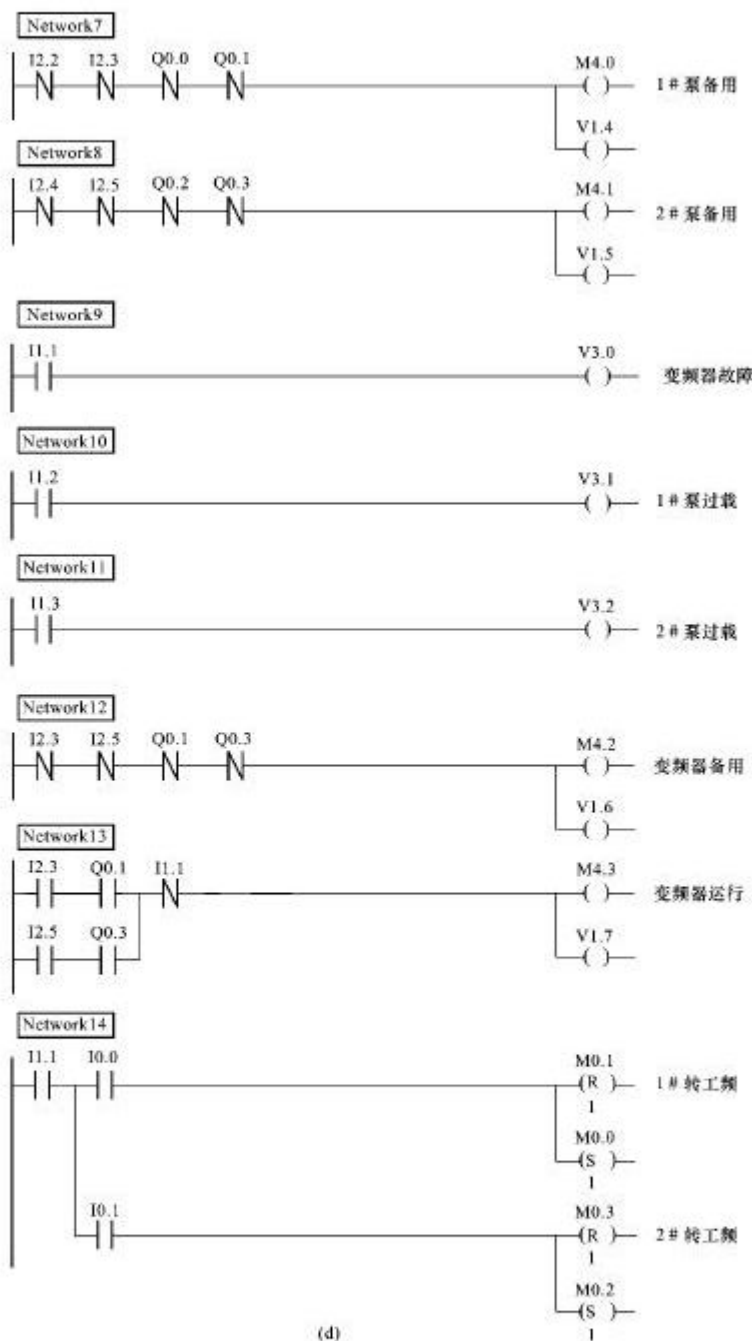 Network7
I2.2 I2.3 Q0.0 Q0.1 M4.0
( ) 1#泵备用
V1.4
( )
Network8
I2.4 I2.5 Q0.2 Q0.3 M4.1
( ) 2#泵备用
V1.5
( )
Network9
I1.1 V3.0
( ) 变频器故障
Network10
I1.2 V3.1
( ) 1#泵过载
Network11
I1.3 V3.2
( ) 2#泵过载
Network12
I2.3 I2.5 Q0.1 Q0.3 M4.2
( ) 变频器备用
V1.6
( )
Network13
I2.3 Q0.1 I1.1 M4.3
( ) 变频器运行
I2.5 Q0.3 V1.7
( )
Network14
I1.1 I0.0 M0.1
(R ) 1#转工频
1
M0.0
(S )
1
I0.1 M0.3
(R ) 2#转工频
1
M0.2
(S )
1
(d)